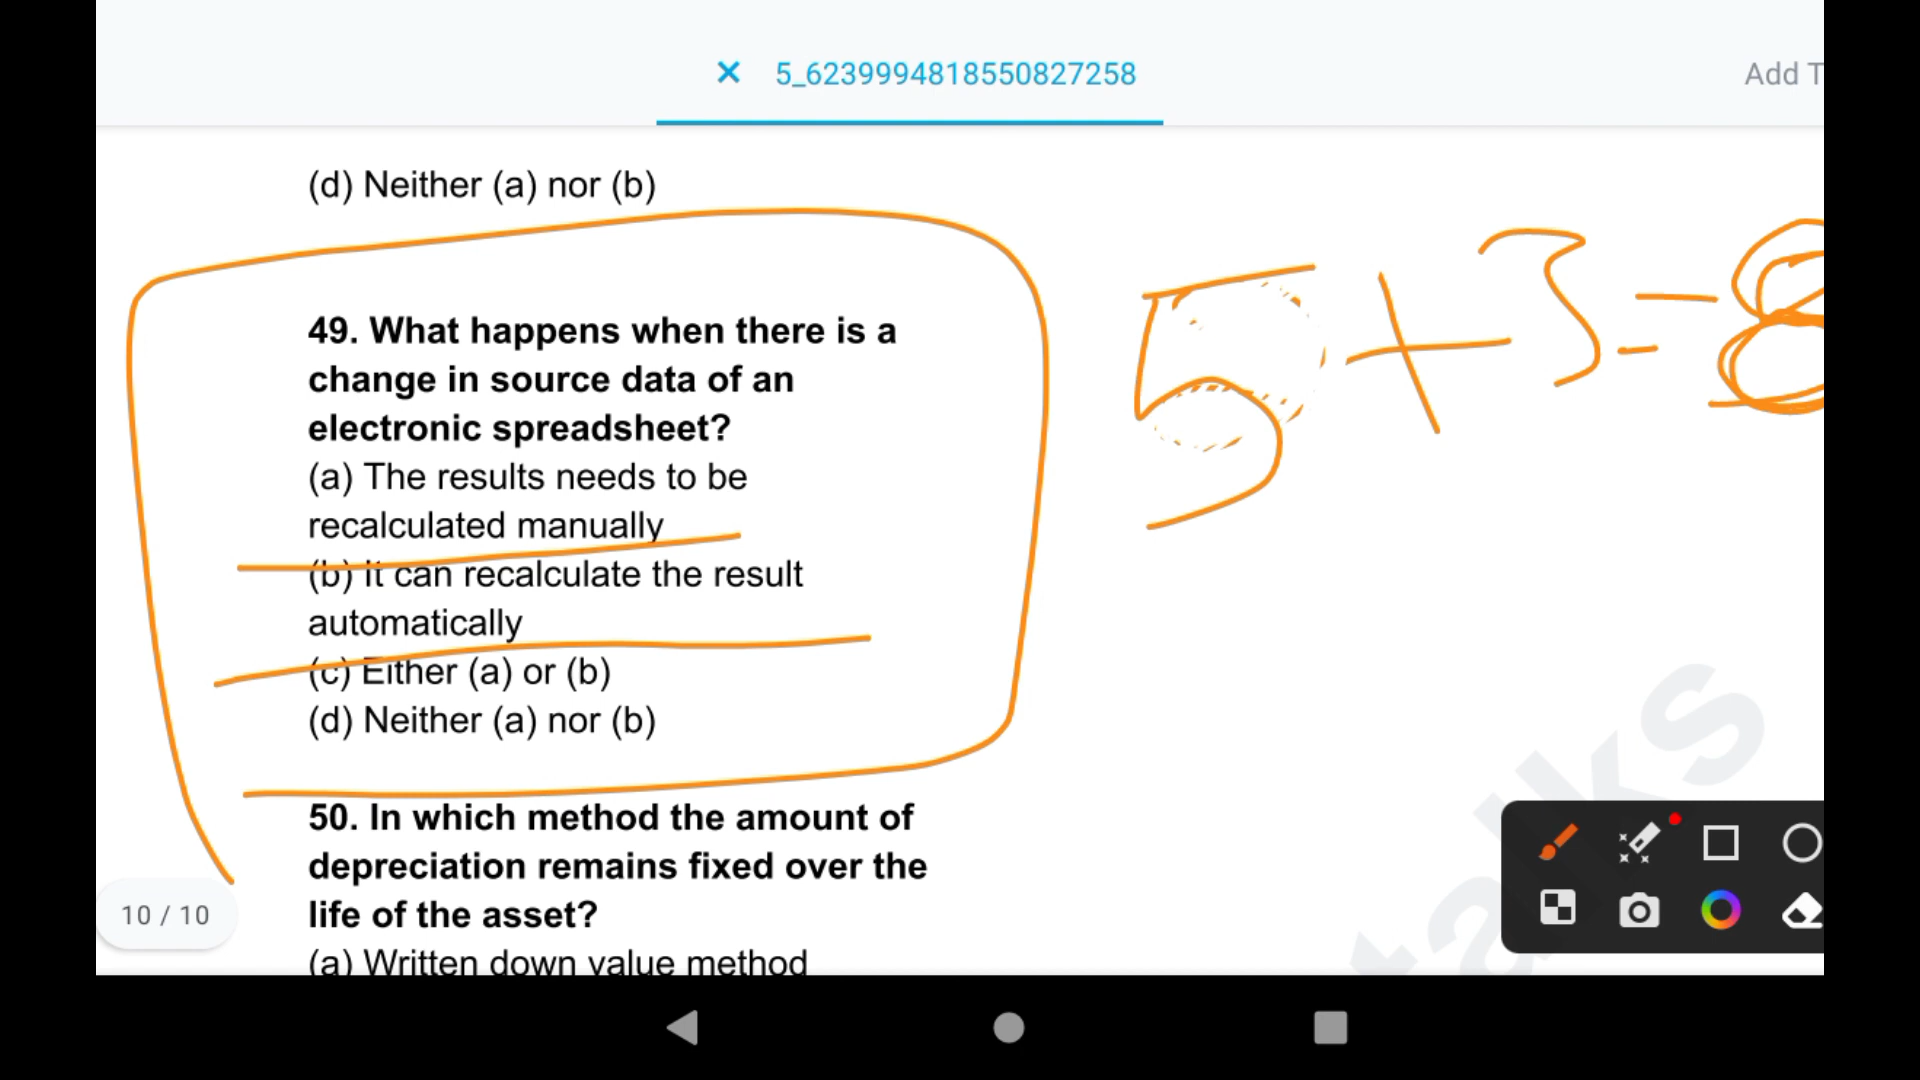 5_6239994818550827258
Add T
(d) Neither (a) nor (b)
49. What happens when there is a
change in source data of an
electronic spreadsheet?
(a) The results needs to be
recalculated manually
(b) It can recalculate the result
automatically
(c) Either (a) or (b)
(d) Neither (a) nor (b)
5+3=8
50. In which method the amount of
depreciation remains fixed over the
life of the asset?
(a) Written down value method
10 / 10
talks